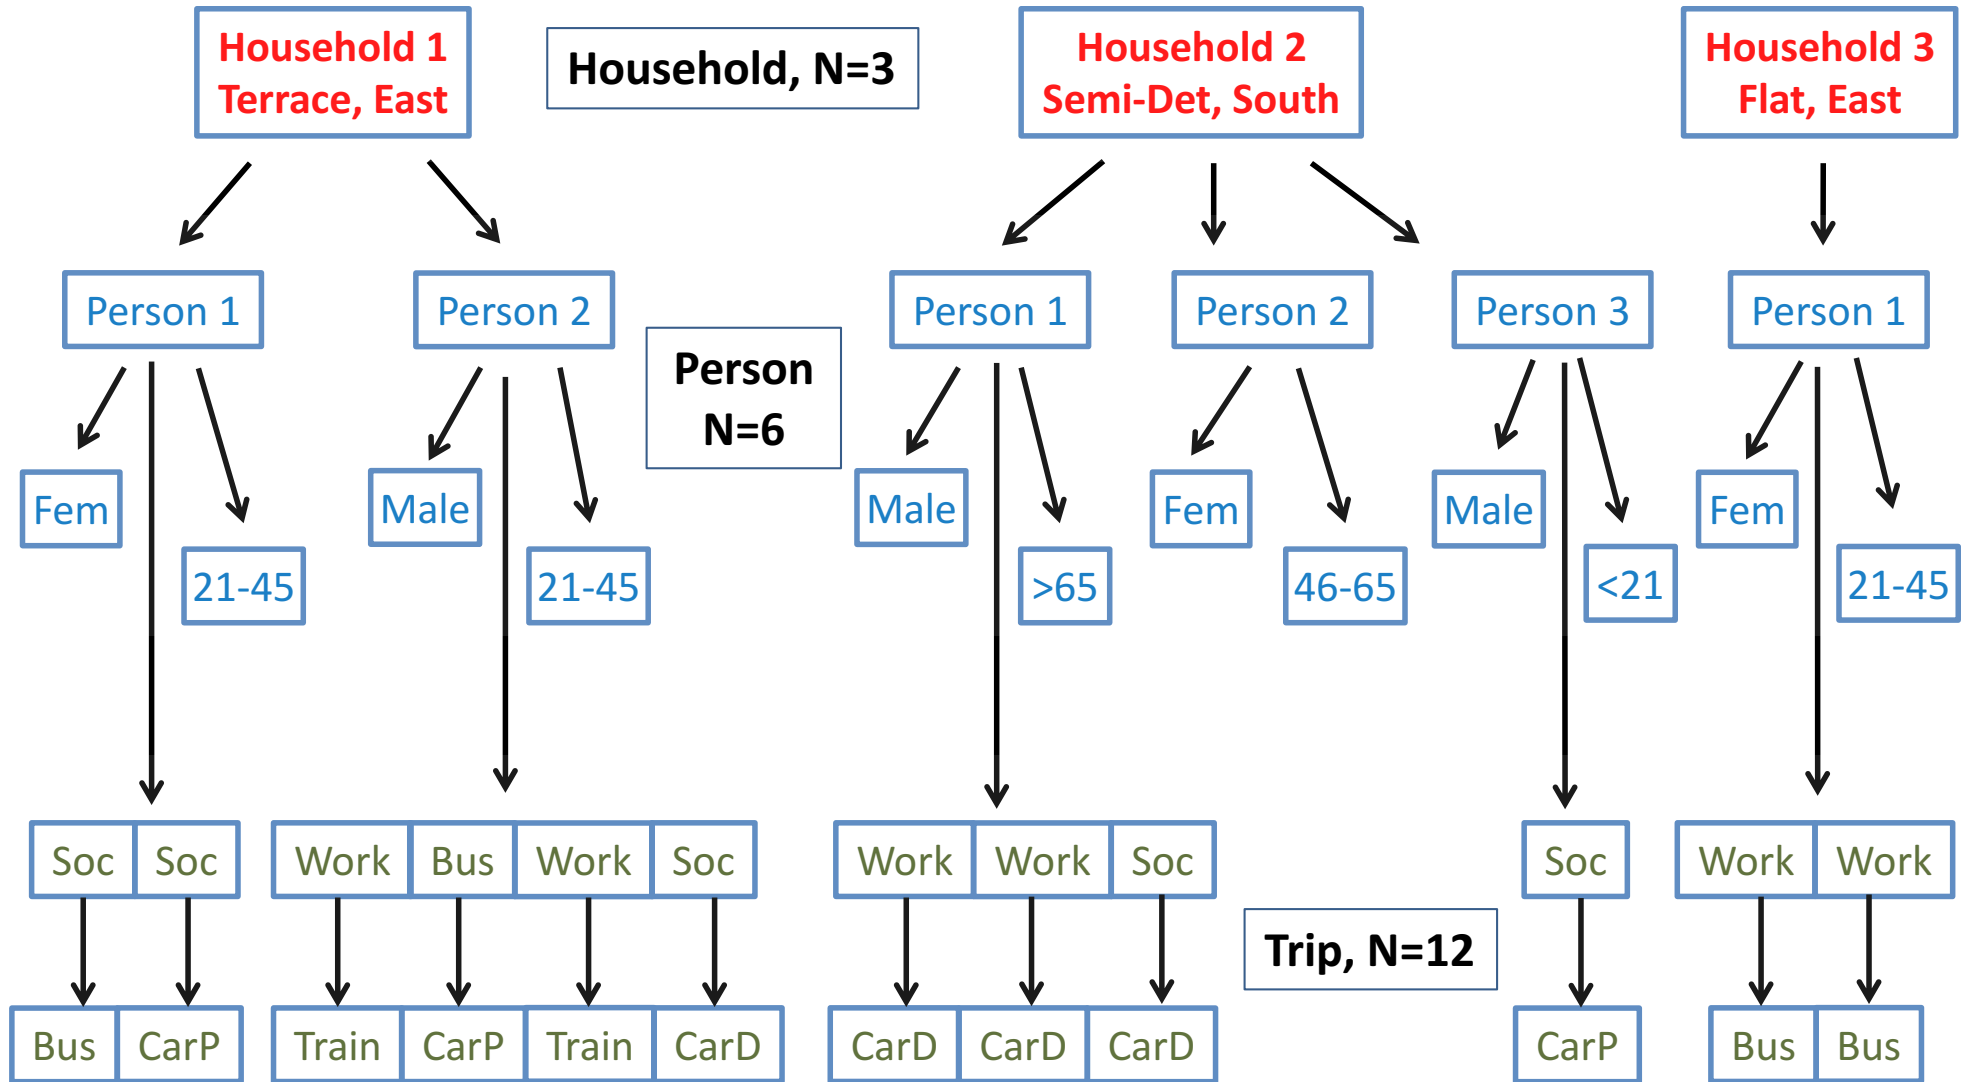 Household 1
Terrace, East
Household, N=3
Household 2
Semi-Det, South
Household 3
Flat, East
Person 1
Person 2
Person 1
Person 2
Person 3
Person 1
Person
N=6
Fem
Male
Male
Fem
Male
Fem
21-45
21-45
>65
46-65
<21
21-45
Soc Soc
Work Bus Work Soc
Work Work Soc
Soc
Work Work
Trip, N=12
Bus CarP
Train CarP Train CarD
CarD CarD CarD
CarP
Bus Bus